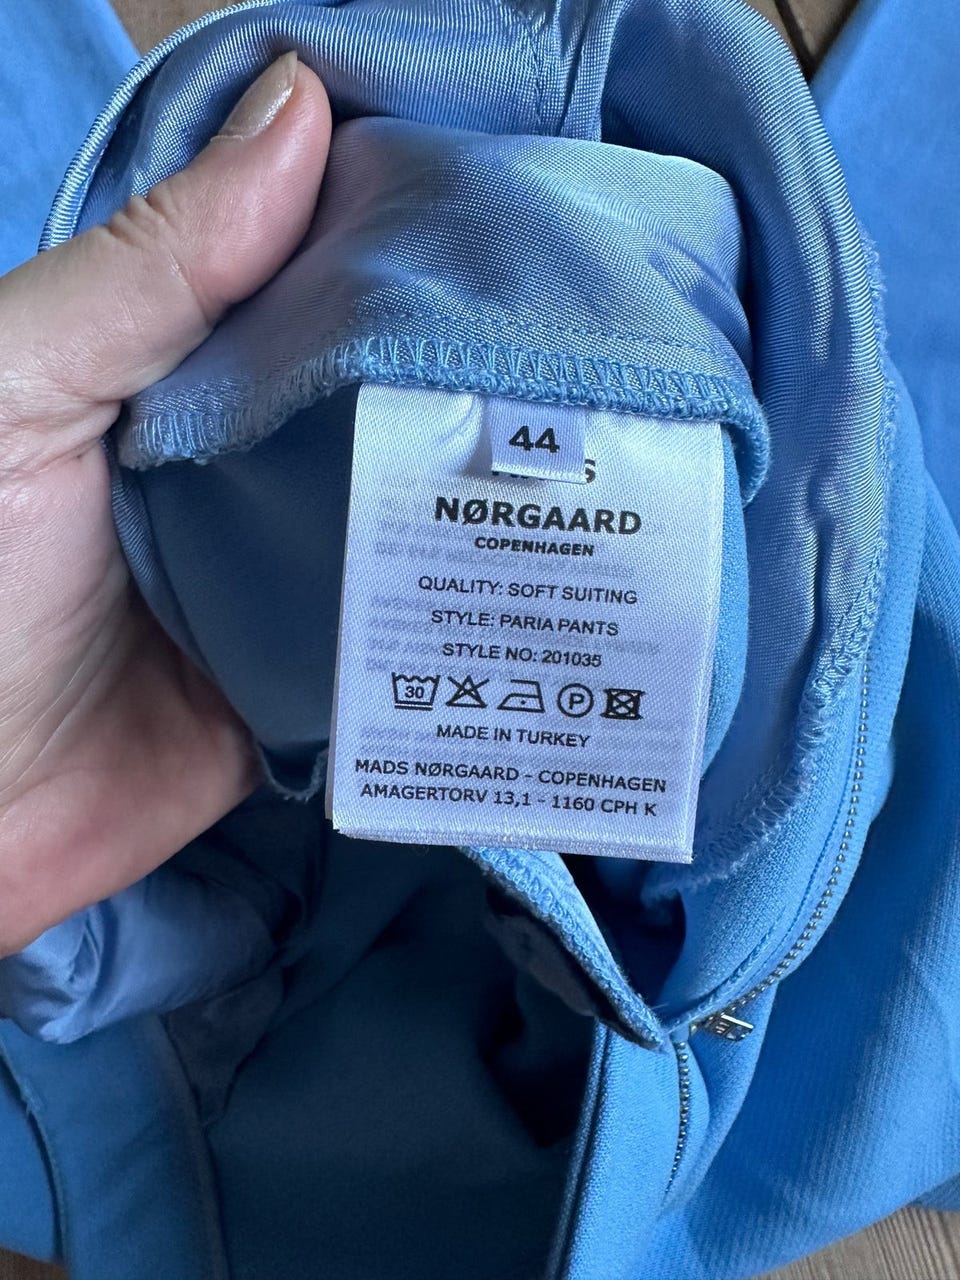 44
S
NØRGAARD
COPENHAGEN
QUALITY: SOFT SUITING
STYLE: PARIA PANTS
STYLE NO: 201035
30 P
MADE IN TURKEY
MADS NØRGAARD - COPENHAGEN
AMAGERTORV 13,1 - 1160 CPH K